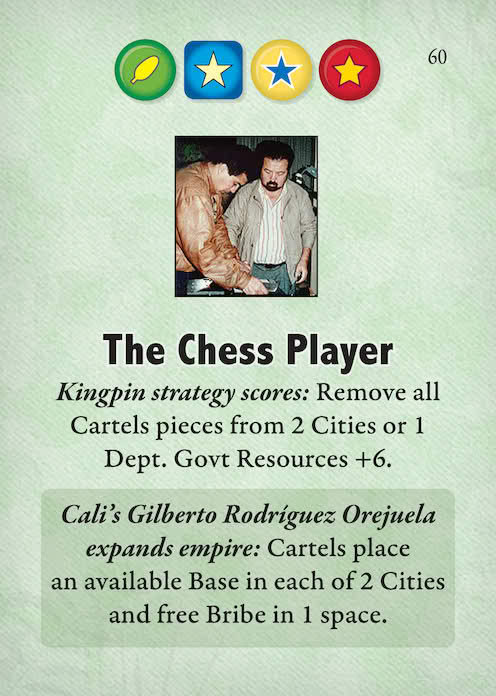 60
The Chess Player
Kingpin strategy scores: Remove all
Cartels pieces from 2 Cities or 1
Dept. Govt Resources +6.
Cali’s Gilberto Rodríguez Orejuela
expands empire: Cartels place
an available Base in each of 2 Cities
and free Bribe in 1 space.